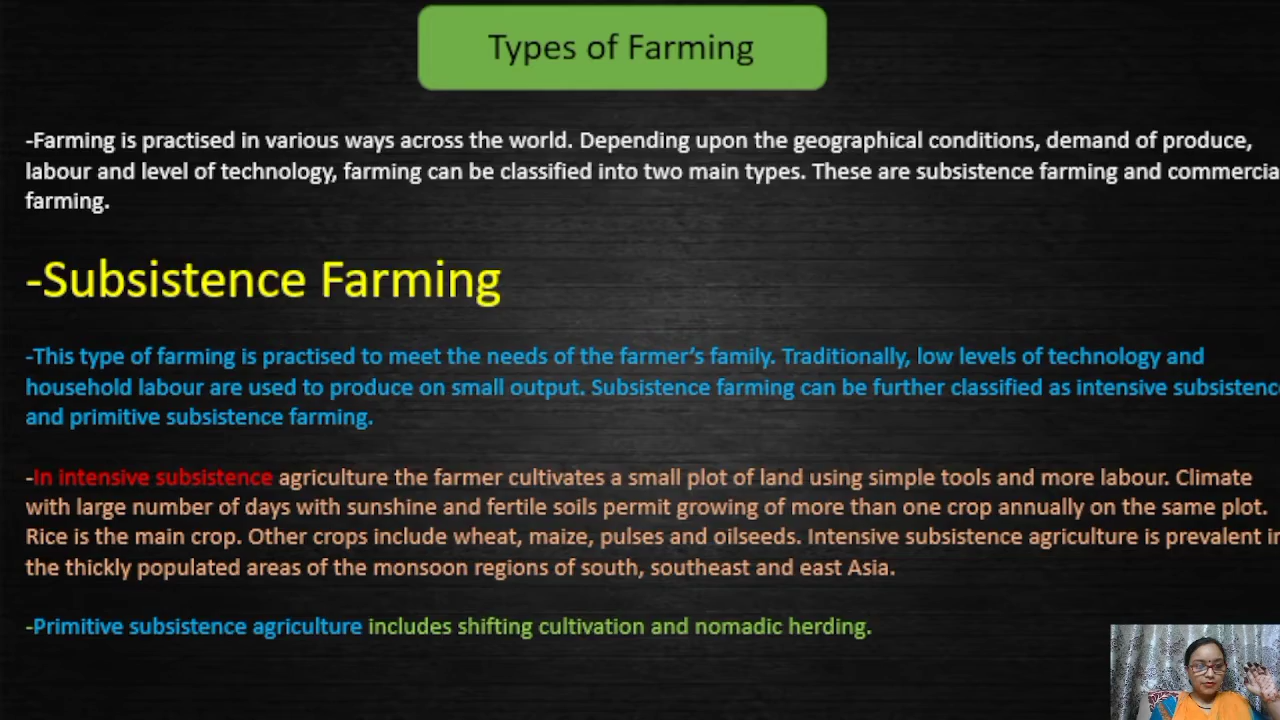 Types of Farming
-Farming is practised in various ways across the world. Depending upon the geographical conditions, demand of produce,
labour and level of technology, farming can be classified into two main types. These are subsistence farming and commercia
farming.
-Subsistence Farming
-This type of farming is practised to meet the needs of the farmer’s family. Traditionally, low levels of technology and
household labour are used to produce on small output. Subsistence farming can be further classified as intensive subsistenc
and primitive subsistence farming.
-In intensive subsistence agriculture the farmer cultivates a small plot of land using simple tools and more labour. Climate
with large number of days with sunshine and fertile soils permit growing of more than one crop annually on the same plot.
Rice is the main crop. Other crops include wheat, maize, pulses and oilseeds. Intensive subsistence agriculture is prevalent in
the thickly populated areas of the monsoon regions of south, southeast and east Asia.
-Primitive subsistence agriculture includes shifting cultivation and nomadic herding.